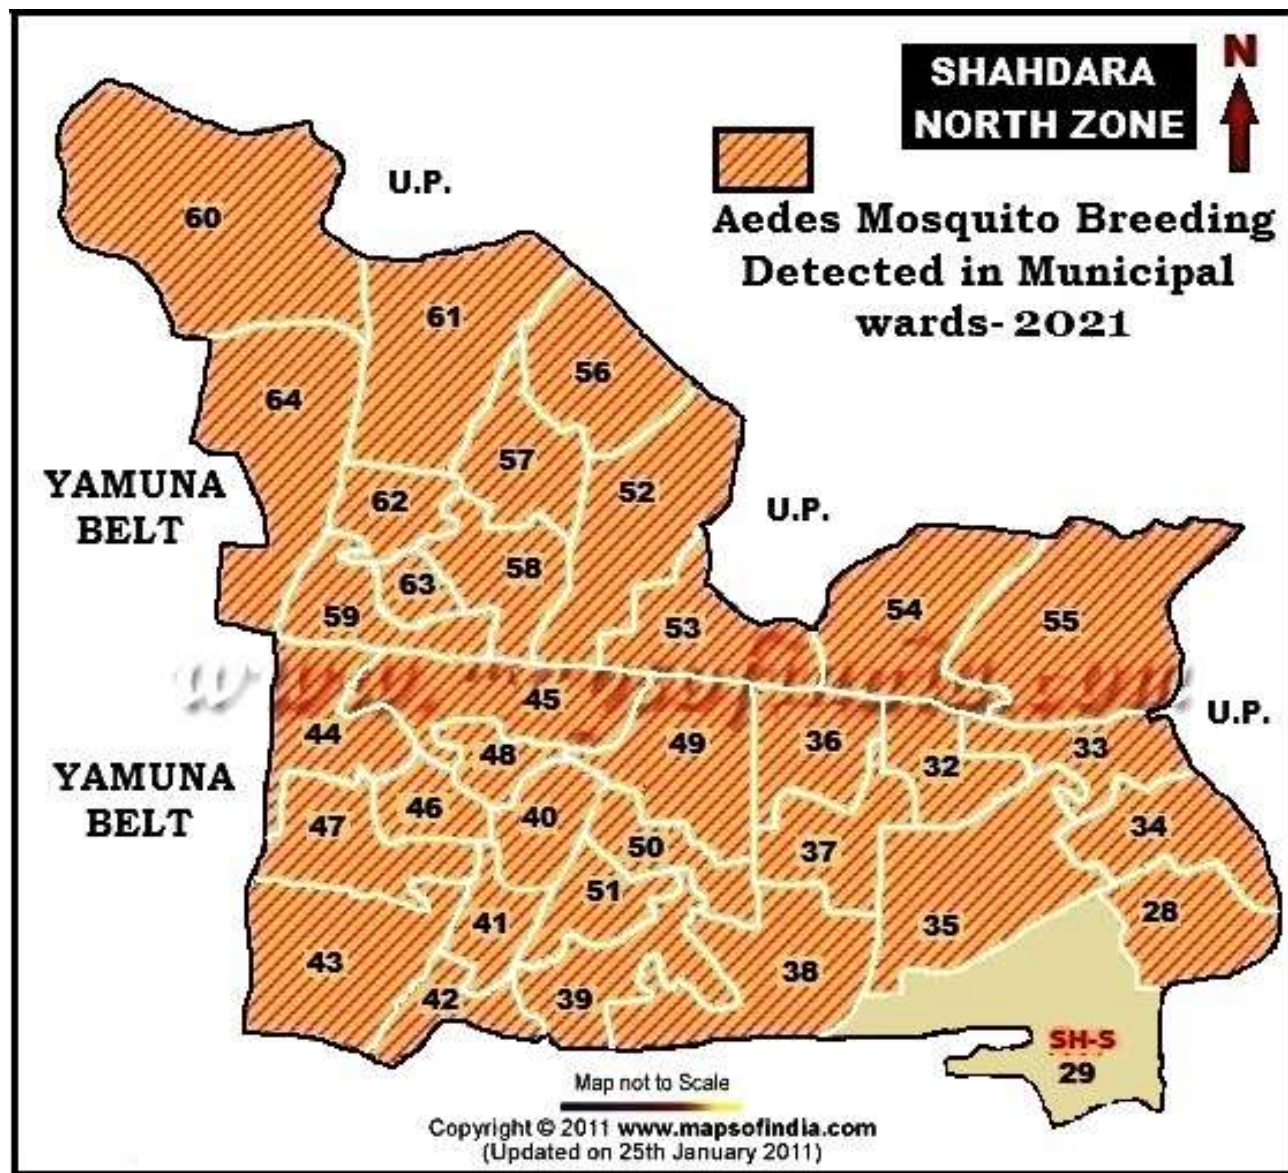 SHAHDARA
NORTH ZONE
N
U.P.
Aedes Mosquito Breeding
Detected in Municipal
wards- 2021
60
61
56
64
57
52
YAMUNA
BELT
62
U.P.
58
63
54
59
53
55
45
U.P.
44
48
49
36
33
32
YAMUNA
BELT
46
40
47
34
50
37
51
28
41
35
43
38
42
39
SH-S
29
Map not to Scale
Copyright © 2011 www.mapsofindia.com
(Updated on 25th January 2011)